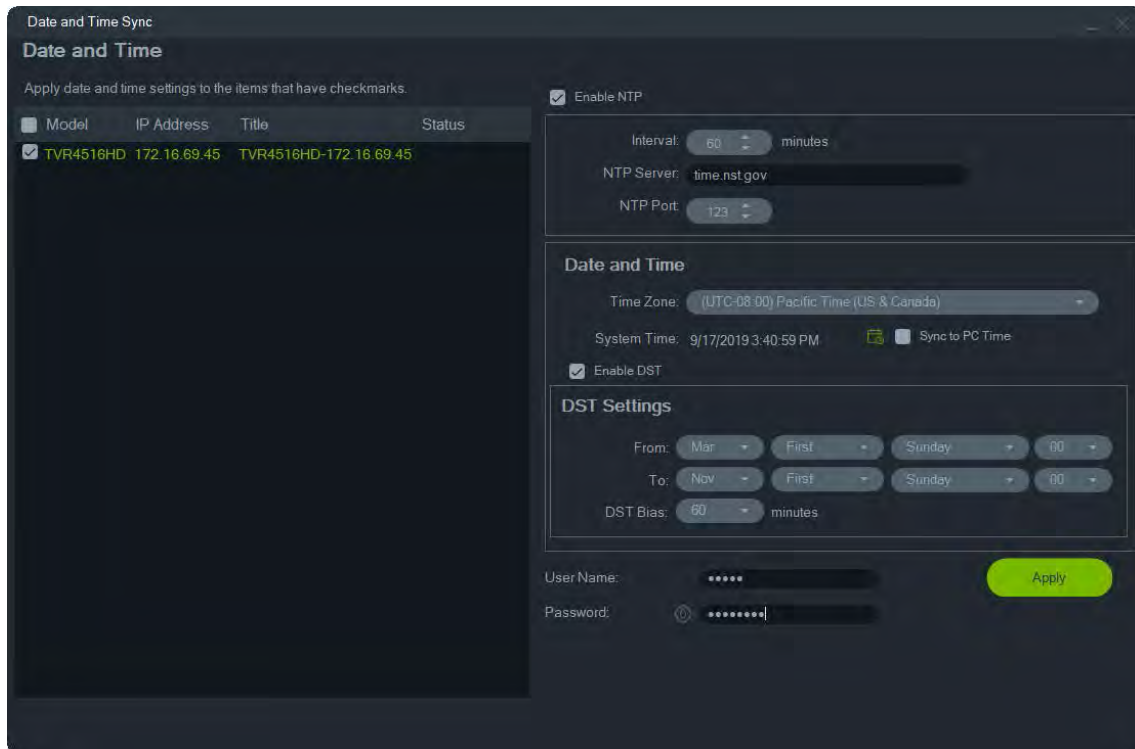 Date and Time Sync
Date and Time
Apply date and time settings to the items that have checkmarks.
Model IP Address Title Status
TVR4516HD 172.16.69.45 TVR4516HD-172.16.69.45
Enable NTP
Interval: 60 minutes
NTP Server: time.nst.gov
NTP Port: 123
Date and Time
Time Zone: (UTC-08:00) Pacific Time (US & Canada)
System Time: 9/17/2019 3:40:59 PM Sync to PC Time
Enable DST
DST Settings
From: Mar First Sunday 00
To: Nov First Sunday 00
DST Bias: 60 minutes
User Name: •••••
Apply
Password: ••••••••